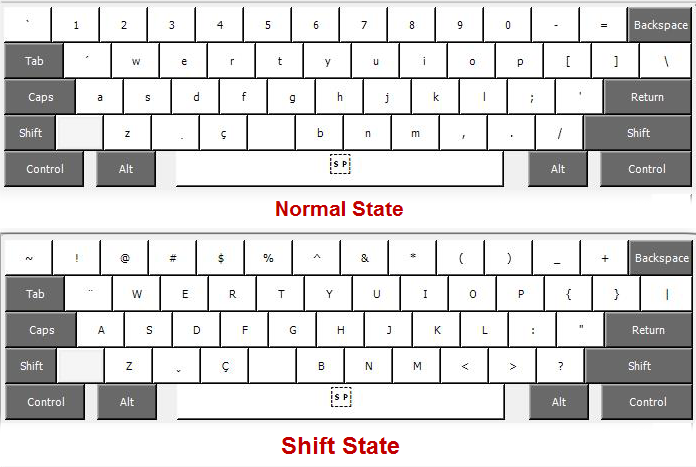 ` 1 2 3 4 5 6 7 8 9 0 - = Backspace
Tab ´ w e r t y u i o p [ ] \
Caps a s d f g h j k l ; ' Return
Shift z ̣ ç b n m , . / Shift
Control Alt SP Alt Control
Normal State
~ ! @ # $ % ^ & * ( ) _ + Backspace
Tab ¨ W E R T Y U I O P { } |
Caps A S D F G H J K L : " Return
Shift Z ˇ Ç B N M < > ? Shift
Control Alt SP Alt Control
Shift State